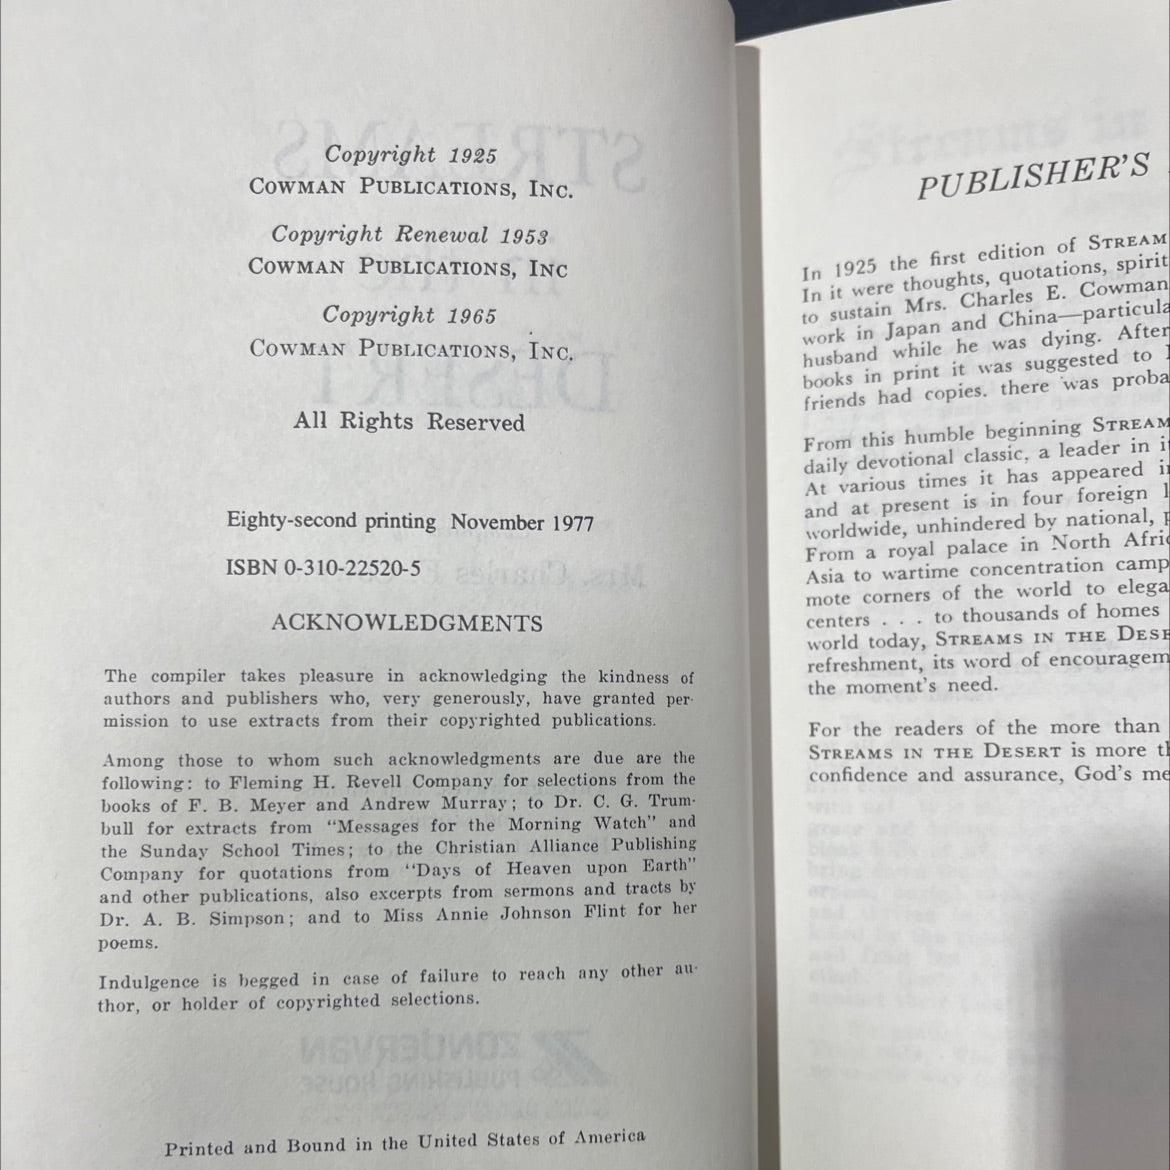 Copyright 1925
COWMAN PUBLICATIONS, INC.
Copyright Renewal 1953
COWMAN PUBLICATIONS, INC
Copyright 1965
COWMAN PUBLICATIONS, INC.
All Rights Reserved
Eighty-second printing November 1977
ISBN 0-310-22520-5
ACKNOWLEDGMENTS
The compiler takes pleasure in acknowledging the kindness of
authors and publishers who, very generously, have granted per-
mission to use extracts from their copyrighted publications.
Among those to whom such acknowledgments are due are the
following: to Fleming H. Revell Company for selections from the
books of F. B. Meyer and Andrew Murray; to Dr. C. G. Trum-
bull for extracts from “Messages for the Morning Watch” and
the Sunday School Times; to the Christian Alliance Publishing
Company for quotations from “Days of Heaven upon Earth”
and other publications, also excerpts from sermons and tracts by
Dr. A. B. Simpson; and to Miss Annie Johnson Flint for her
poems.
Indulgence is begged in case of failure to reach any other au-
thor, or holder of copyrighted selections.
Printed and Bound in the United States of America
PUBLISHER'S
In 1925 the first edition of STREAM
In it were thoughts, quotations, spirit
to sustain Mrs. Charles E. Cowman
work in Japan and China—particula
husband while he was dying. After
books in print it was suggested to
friends had copies. there was proba
From this humble beginning STREAM
daily devotional classic, a leader in i
At various times it has appeared i
and at present is in four foreign l
worldwide, unhindered by national, p
From a royal palace in North Afri
Asia to wartime concentration camp
mote corners of the world to elega
centers . . . to thousands of homes
world today, STREAMS IN THE DESE
refreshment, its word of encouragem
the moment's need.
For the readers of the more than
STREAMS IN THE DESERT is more th
confidence and assurance, God's me